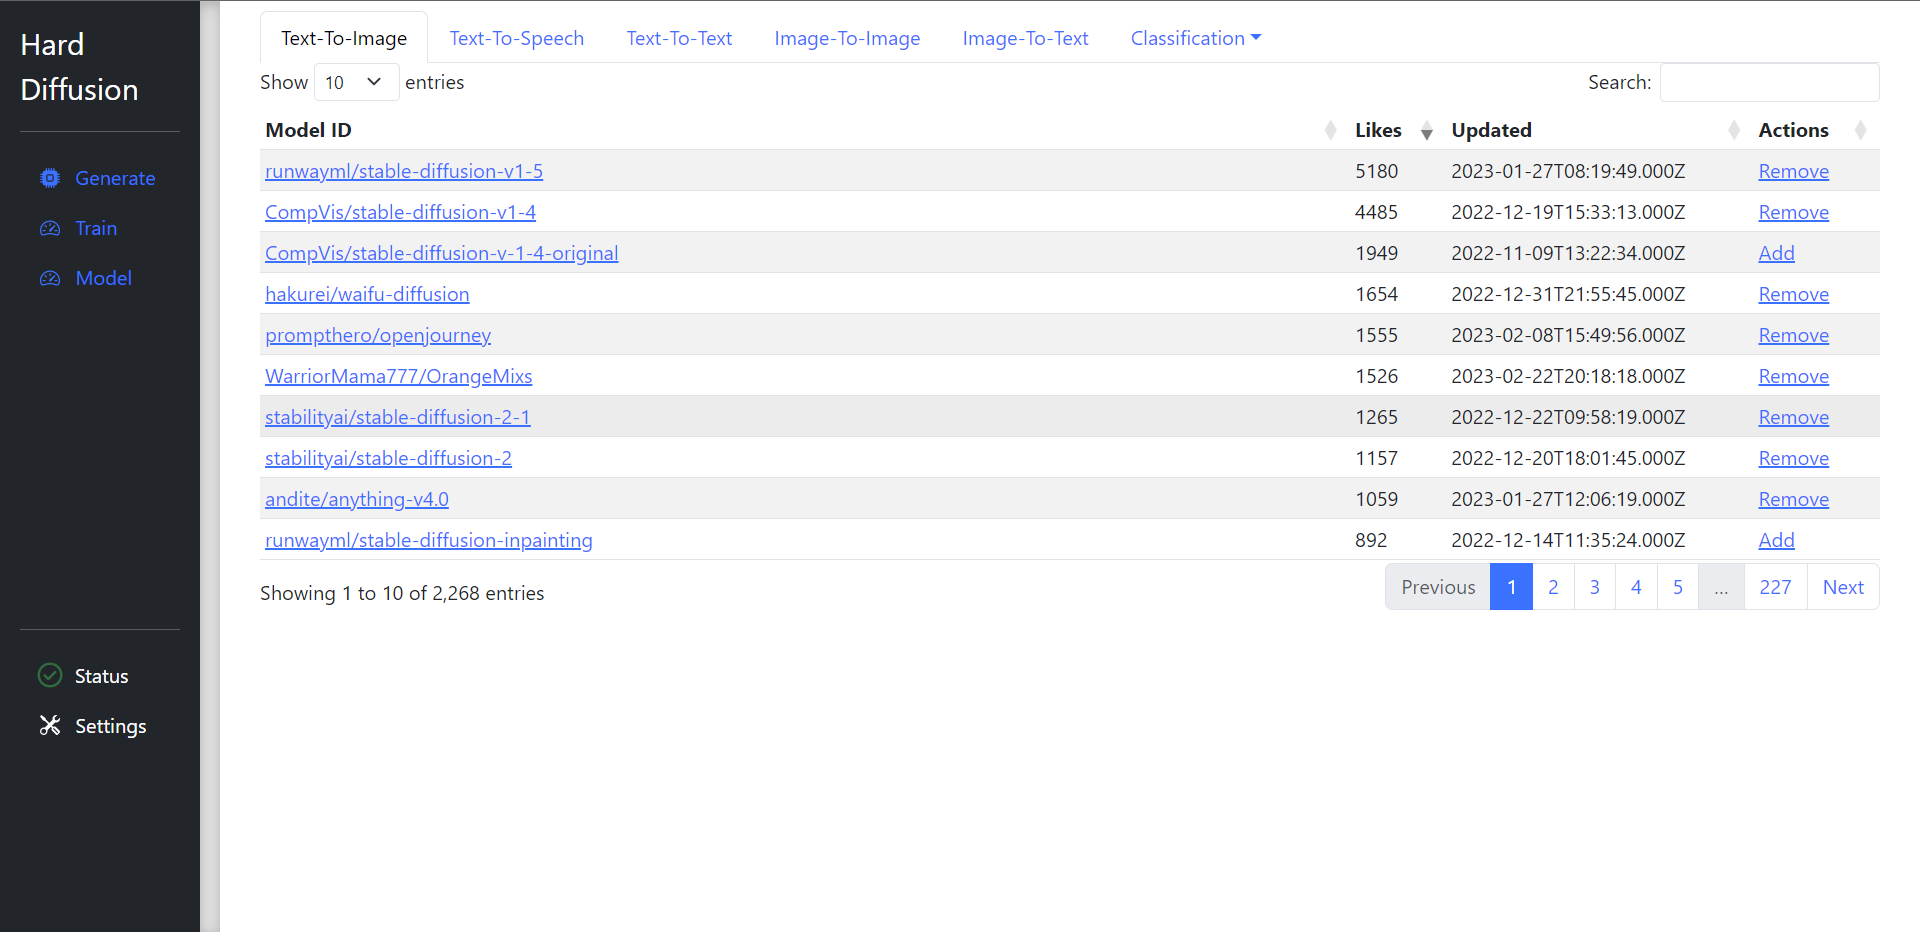 Hard
Diffusion
Generate
Train
Model
Status
Settings
Text-To-Image Text-To-Speech Text-To-Text Image-To-Image Image-To-Text Classification
Show 10 entries Search:
Model ID Likes Updated Actions
runwayml/stable-diffusion-v1-5 5180 2023-01-27T08:19:49.000Z Remove
CompVis/stable-diffusion-v1-4 4485 2022-12-19T15:33:13.000Z Remove
CompVis/stable-diffusion-v-1-4-original 1949 2022-11-09T13:22:34.000Z Add
hakurei/waifu-diffusion 1654 2022-12-31T21:55:45.000Z Remove
prompthero/openjourney 1555 2023-02-08T15:49:56.000Z Remove
WarriorMama777/OrangeMixs 1526 2023-02-22T20:18:18.000Z Remove
stabilityai/stable-diffusion-2-1 1265 2022-12-22T09:58:19.000Z Remove
stabilityai/stable-diffusion-2 1157 2022-12-20T18:01:45.000Z Remove
andite/anything-v4.0 1059 2023-01-27T12:06:19.000Z Remove
runwayml/stable-diffusion-inpainting 892 2022-12-14T11:35:24.000Z Add
Showing 1 to 10 of 2,268 entries Previous 1 2 3 4 5 … 227 Next